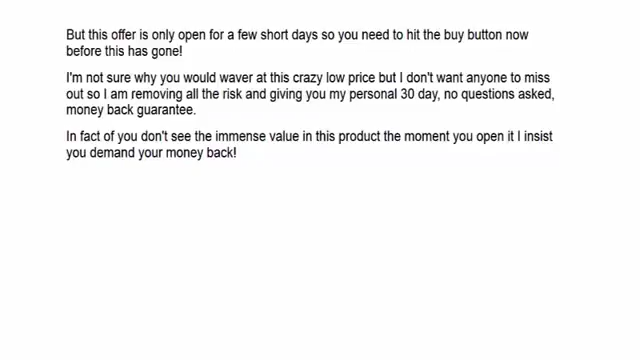 But this offer is only open for a few short days so you need to hit the buy button now
before this has gone!
I'm not sure why you would waver at this crazy low price but I don't want anyone to miss
out so I am removing all the risk and giving you my personal 30 day, no questions asked,
money back guarantee.
In fact of you don't see the immense value in this product the moment you open it I insist
you demand your money back!